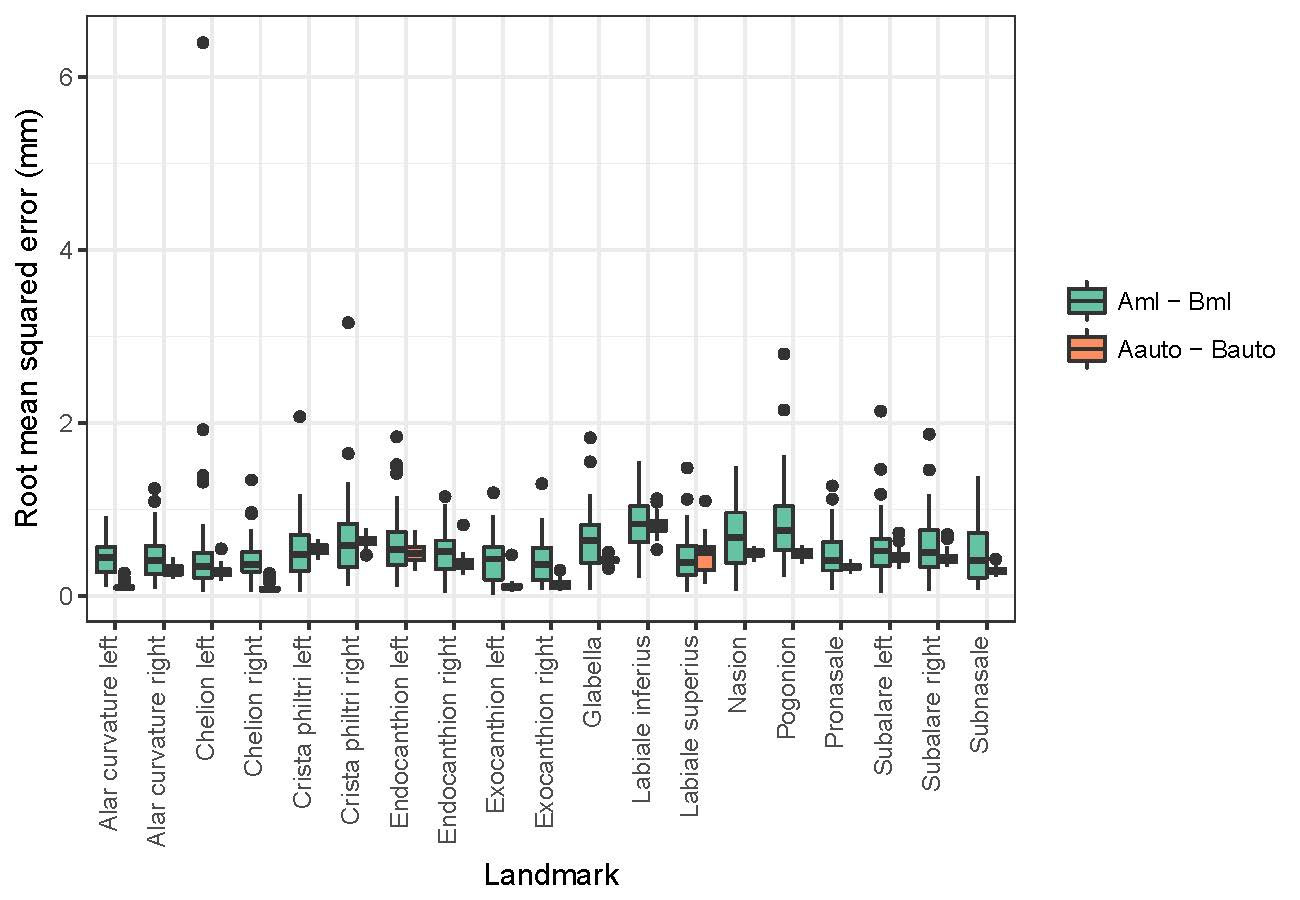 Root mean squared error (mm)
6
4
2
0
Alar curvature left
Alar curvature right
Chelion left
Chelion right
Crista philtri left
Crista philtri right
Endocanthion left
Endocanthion right
Exocanthion left
Exocanthion right
Glabella
Labiale inferius
Labiale superius
Nasion
Pogonion
Pronasale
Subalare left
Subalare right
Subnasale
Landmark
Aml − Bml
Aauto − Bauto